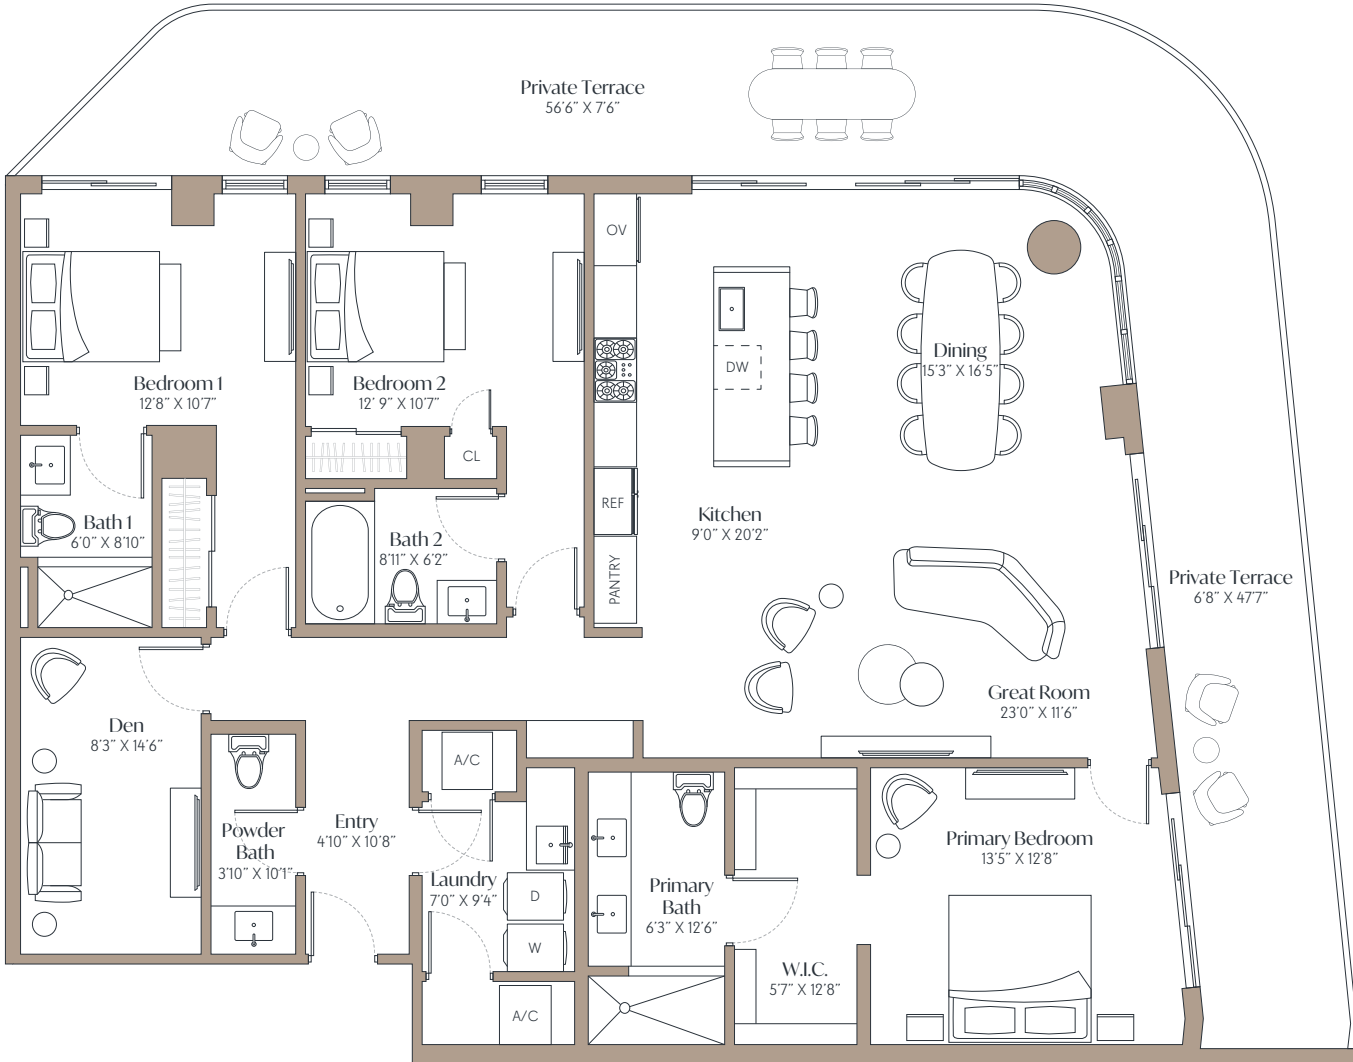 Private Terrace
56'6" X 7'6"
OV
Bedroom 1
12'8" X 10'7"
Bedroom 2
12' 9" X 10'7"
DW
Dining
15'3" X 16'5"
CL
REF
Kitchen
9'0" X 20'2"
Bath 1
6'0" X 8'10"
Bath 2
8'11" X 6'2"
PANTRY
Private Terrace
6'8" X 47'7"
Great Room
23'0" X 11'6"
Den
8'3" X 14'6"
A/C
Powder
Bath
3'10" X 10'1"
Entry
4'10" X 10'8"
Laundry
7'0" X 9'4"
D
W
Primary
Bath
6'3" X 12'6"
Primary Bedroom
13'5" X 12'8"
W.I.C.
5'7" X 12'8"
A/C